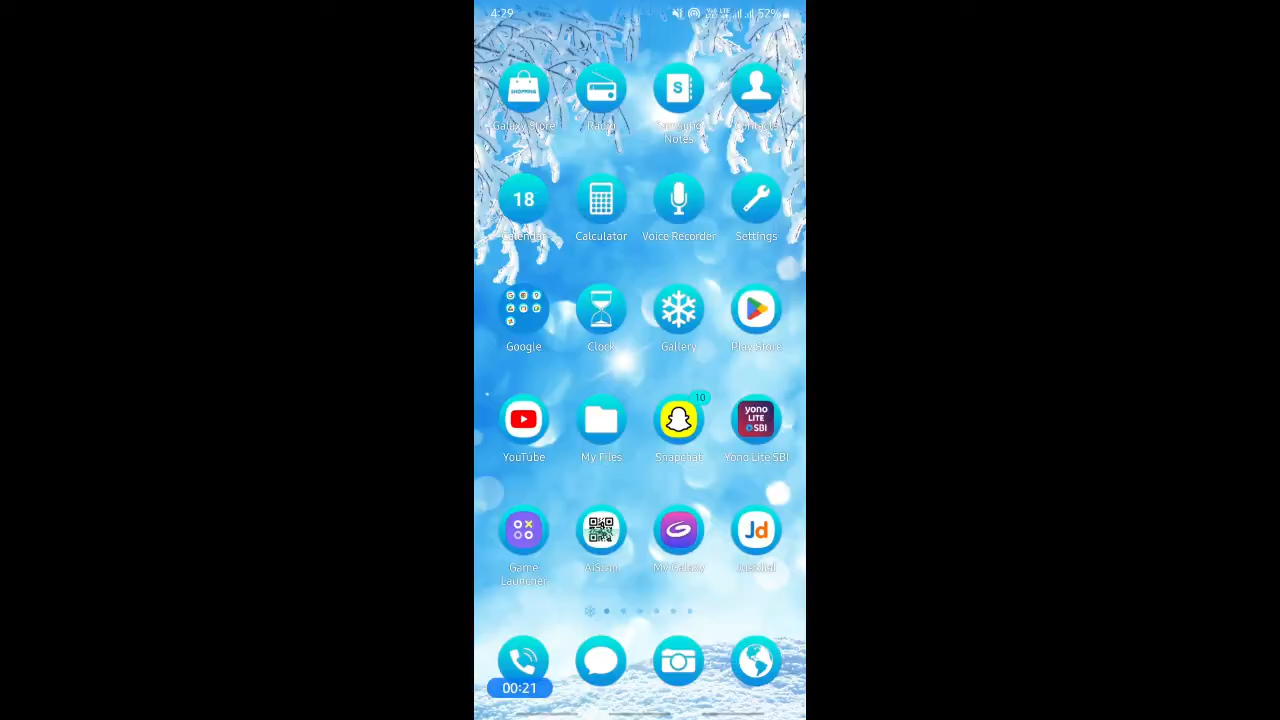 4:29
52%
SHOPPING
S
Galaxy Store
Radio
Samsung
Notes
Contacts
18
Calendar
Calculator
Voice Recorder
Settings
Google
Clock
Gallery
Play Store
10
yono
LITE
SBI
YouTube
My Files
Snapchat
Yono Lite SBI
Jd
Game
Launcher
AiScan
My Galaxy
Justdial
00:21